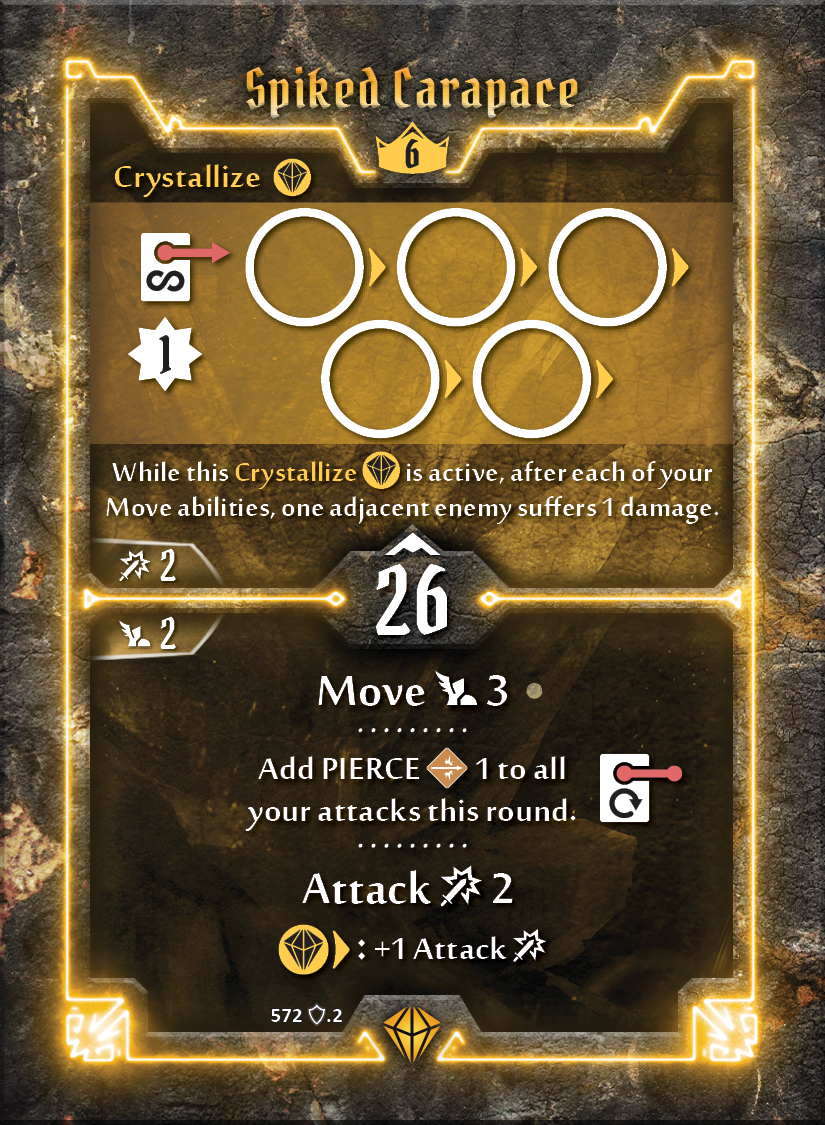 Spiked Carapace
6
Crystallize
1
While this Crystallize is active, after each of your
Move abilities, one adjacent enemy suffers 1 damage.
2
26
2
Move 3
Add PIERCE 1 to all
your attacks this round.
Attack 2
: +1 Attack
572 .2